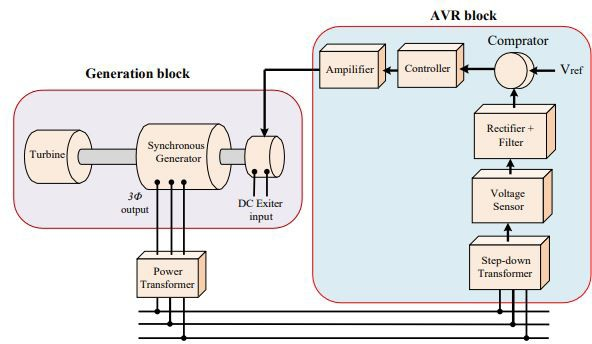 AVR block
Comprator
Generation block
Ampilifier
Controller
Vref
Rectifier +
Filter
Turbine
Synchronous
Generator
3Φ
output
DC Exiter
input
Voltage
Sensor
Power
Transformer
Step-down
Transformer